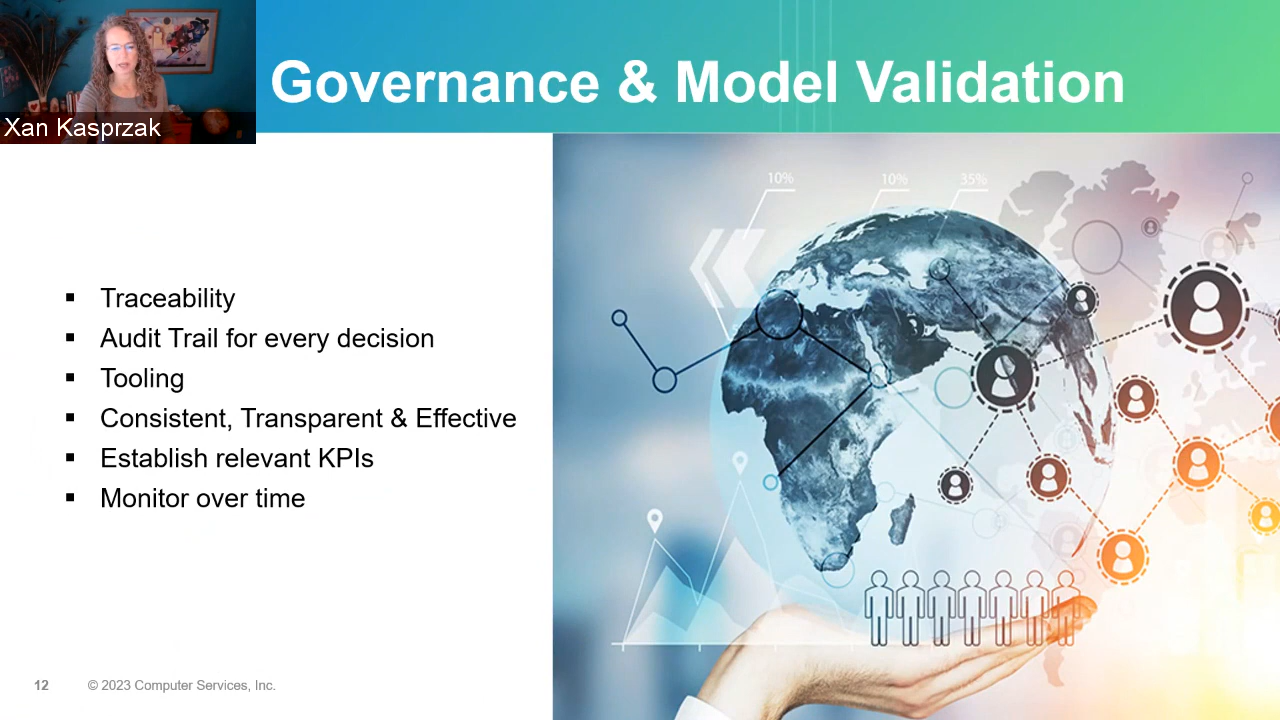 Governance & Model Validation
Xan Kasprzak
10%
10%
35%
▪ Traceability
▪ Audit Trail for every decision
▪ Tooling
▪ Consistent, Transparent & Effective
▪ Establish relevant KPIs
▪ Monitor over time
12
© 2023 Computer Services, Inc.